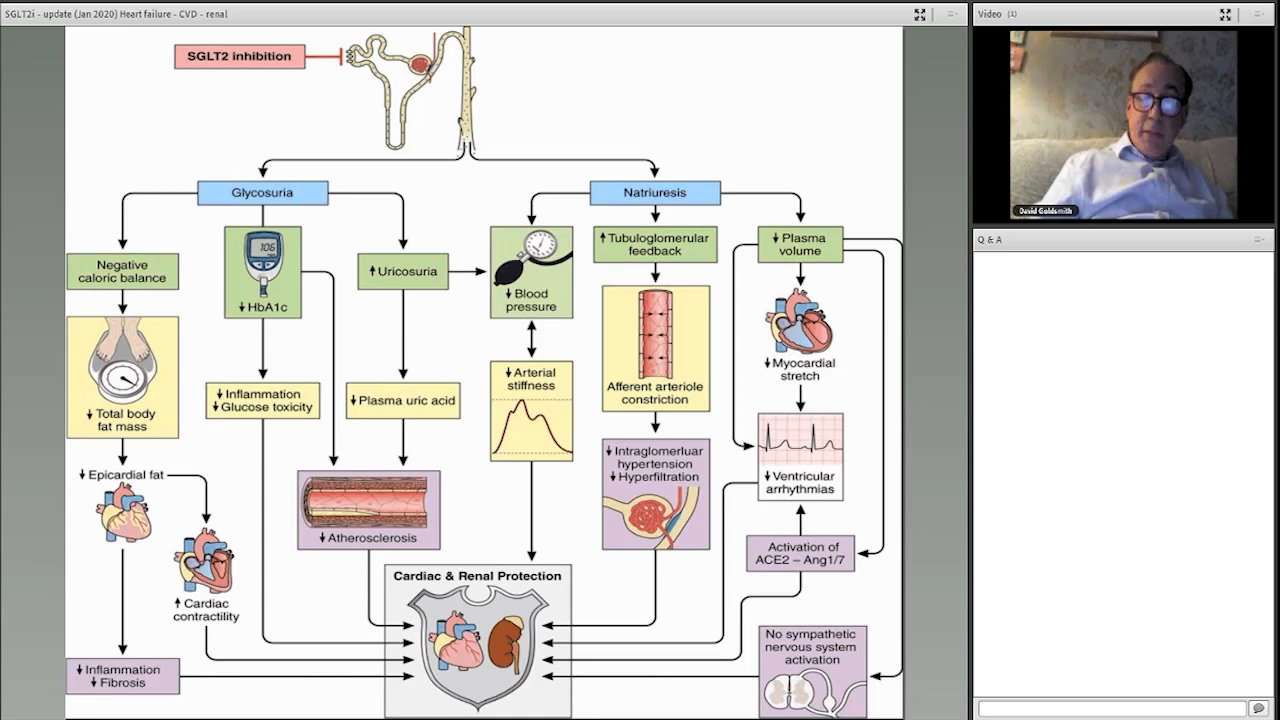 SGLT2i - update (Jan 2020) Heart failure - CVD - renal
Video (1)
David Goldsmith
Q & A
SGLT2 inhibition
Glycosuria
Natriuresis
Negative
caloric balance
106
↓ HbA1c
↑ Uricosuria
↓ Blood
pressure
↑ Tubuloglomerular
feedback
↓ Plasma
volume
↓ Total body
fat mass
↓ Inflammation
↓ Glucose toxicity
↓ Plasma uric acid
↓ Arterial
stiffness
Afferent arteriole
constriction
↓ Myocardial
stretch
↓ Epicardial fat
↑ Cardiac
contractility
↓ Atherosclerosis
↓ Intraglomerluar
hypertension
↓ Hyperfiltration
↓ Ventricular
arrhythmias
Activation of
ACE2 – Ang1/7
↓ Inflammation
↓ Fibrosis
Cardiac & Renal Protection
No sympathetic
nervous system
activation